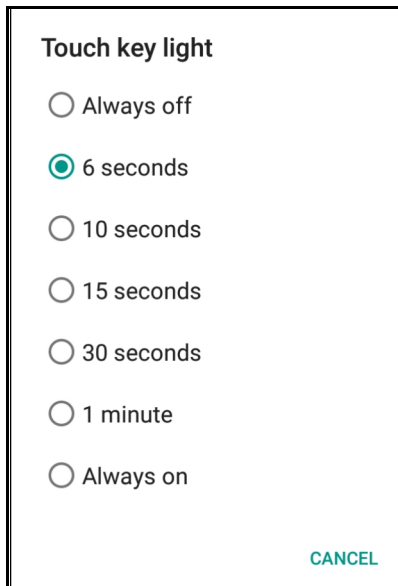 Touch key light
Always off
6 seconds
10 seconds
15 seconds
30 seconds
1 minute
Always on
CANCEL